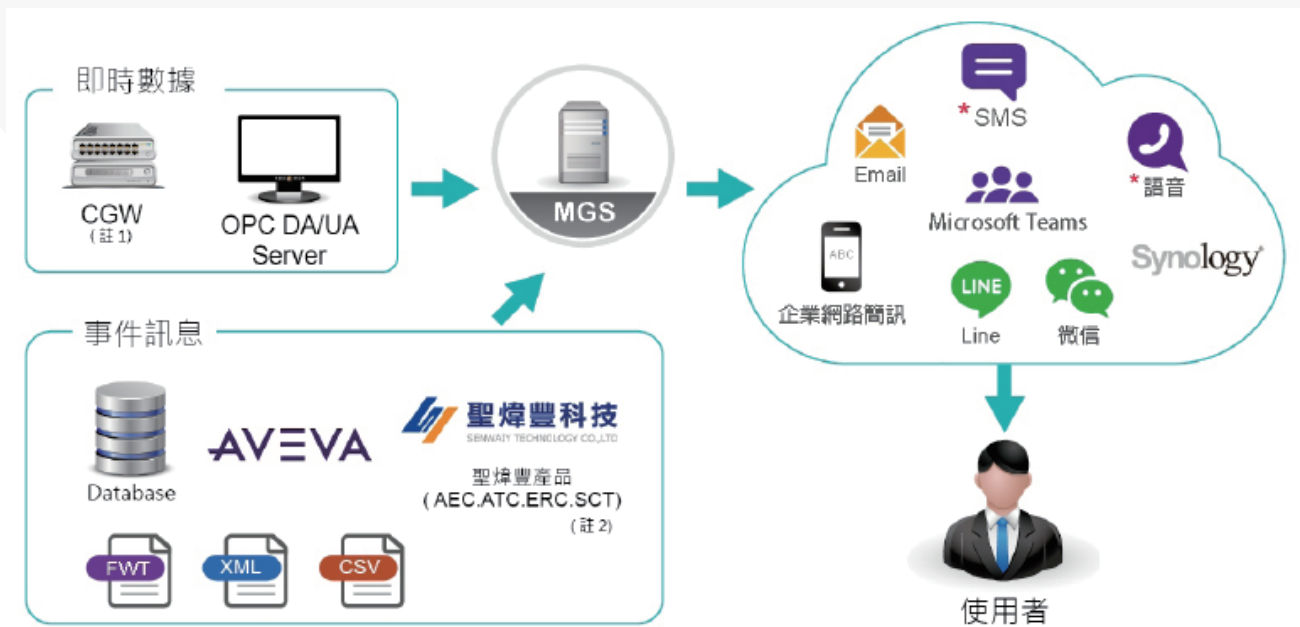 即時數據
CGW
(註1)
OPC DA/UA
Server
MGS
事件訊息
Database
AVEVA
聖煒豐科技
SENWAIY TECHNOLOGY CO.,LTD
聖煒豐產品
(AEC.ATC.ERC.SCT)
(註2)
FWT
XML
CSV
*SMS
Email
*語音
Microsoft Teams
ABC
企業網路簡訊
LINE
Line
微信
Synology
使用者